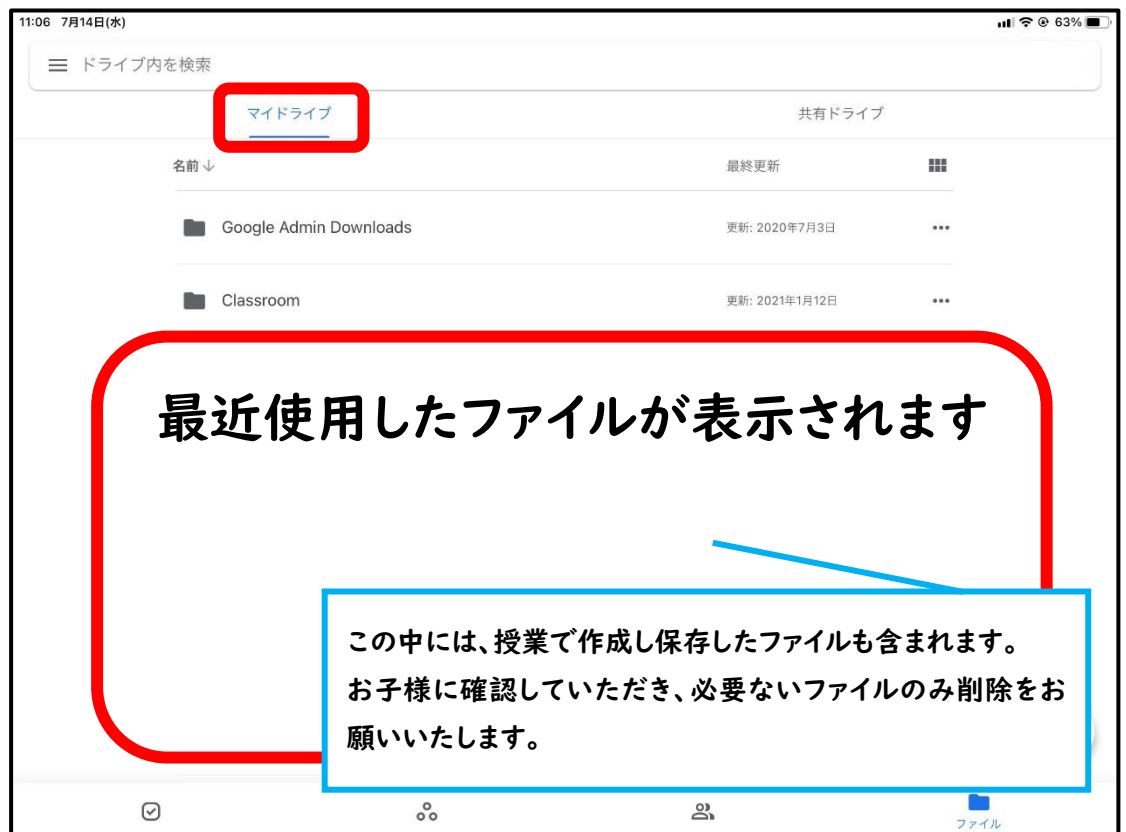 11:06 7月14日(水)
63%
ドライブ内を検索
マイドライブ
共有ドライブ
名前
最終更新
Google Admin Downloads
更新: 2020年7月3日
Classroom
更新: 2021年1月12日
最近使用したファイルが表示されます
この中には、授業で作成し保存したファイルも含まれます。
お子様に確認していただき、必要ないファイルのみ削除をお
願いいたします。
ファイル